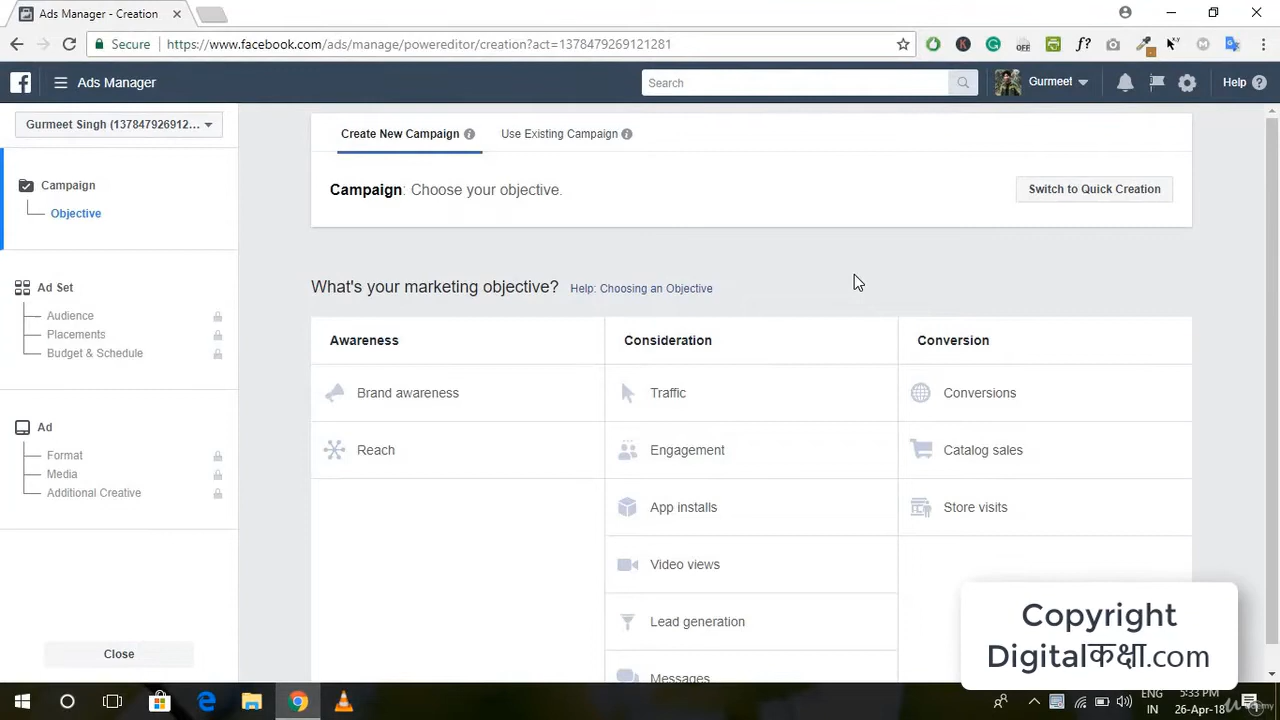 Ads Manager - Creation
Secure https://www.facebook.com/ads/manage/powereditor/creation?act=1378479269121281
K
OFF
f?
M
Ads Manager
Search
Gurmeet
Help
Gurmeet Singh (137847926912...
Create New Campaign
Use Existing Campaign
Campaign
Objective
Campaign: Choose your objective.
Switch to Quick Creation
Ad Set
Audience
Placements
Budget & Schedule
What's your marketing objective? Help: Choosing an Objective
Awareness
Consideration
Conversion
Brand awareness
Traffic
Conversions
Reach
Engagement
Catalog sales
App installs
Store visits
Video views
Lead generation
Messages
Ad
Format
Media
Additional Creative
Close
Copyright
Digitalकक्षा.com
ENG
IN
5:33 PM
26-Apr-18
Udemy